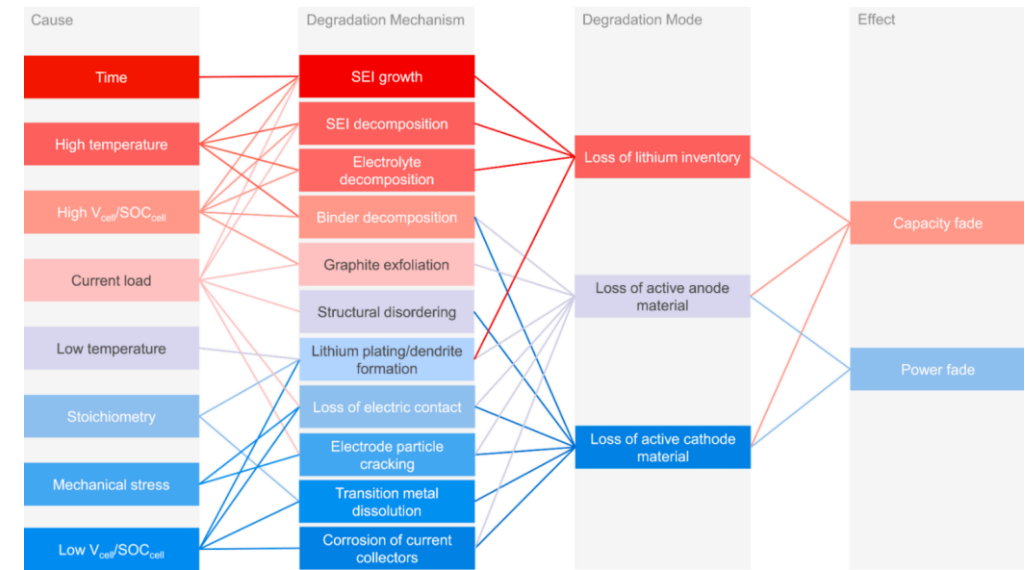 Cause
Degradation Mechanism
Degradation Mode
Effect
Time
High temperature
High Vcell/SOCcell
Current load
Low temperature
Stoichiometry
Mechanical stress
Low Vcell/SOCcell
SEI growth
SEI decomposition
Electrolyte
decomposition
Binder decomposition
Graphite exfoliation
Structural disordering
Lithium plating/dendrite
formation
Loss of electric contact
Electrode particle
cracking
Transition metal
dissolution
Corrosion of current
collectors
Loss of lithium inventory
Loss of active anode
material
Loss of active cathode
material
Capacity fade
Power fade